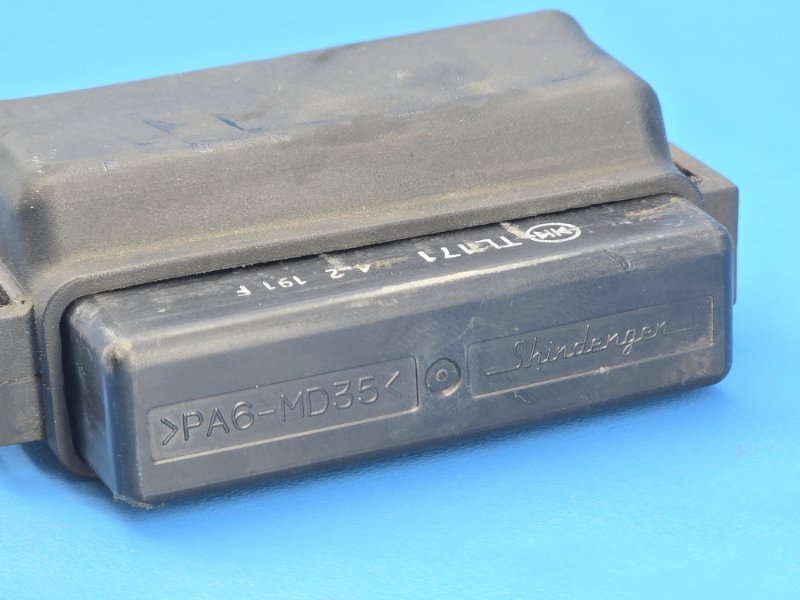 TL171 4-2 191 F
>PA6-MD35<
Shindengen